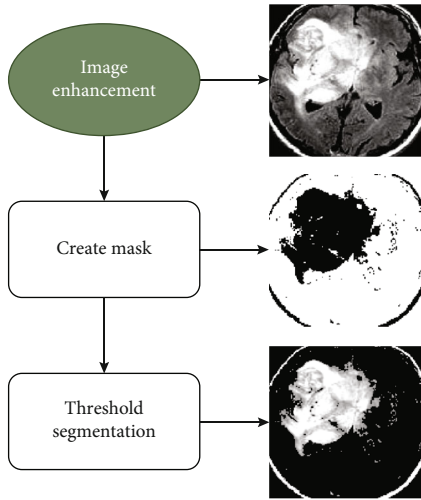 Image
enhancement
Create mask
Threshold
segmentation